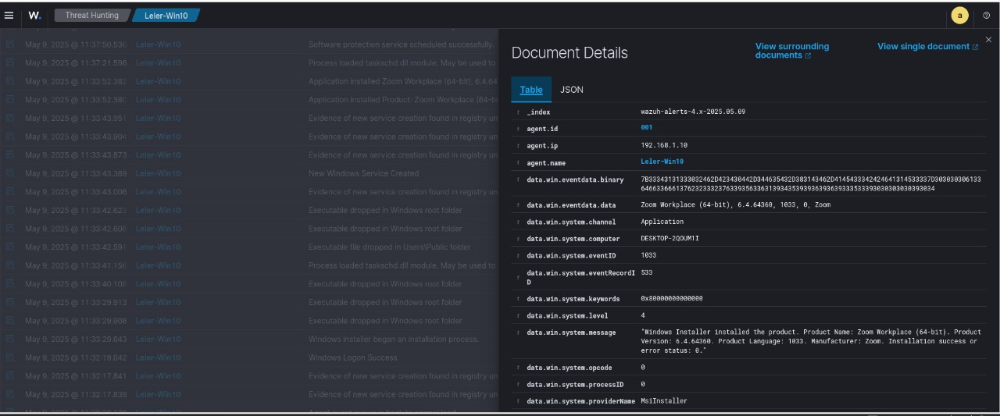 W.
Threat Hunting
Leler-Win10
a
May 9, 2025 @ 11:37:50.536 Leler-Win10 Software protection service scheduled successfully.
May 9, 2025 @ 11:37:21.596 Leler-Win10 Process loaded taskschd.dll module. May be used to
May 9, 2025 @ 11:33:52.382 Leler-Win10 Application installed Zoom Workplace (64-bit), 6.4.64
May 9, 2025 @ 11:33:52.380 Leler-Win10 Application installed Product: Zoom Workplace (64-bi
May 9, 2025 @ 11:33:43.951 Leler-Win10 Evidence of new service creation found in registry un
May 9, 2025 @ 11:33:43.904 Leler-Win10 Evidence of new service creation found in registry un
May 9, 2025 @ 11:33:43.873 Leler-Win10 Evidence of new service creation found in registry un
May 9, 2025 @ 11:33:43.389 Leler-Win10 New Windows Service Created
May 9, 2025 @ 11:33:43.006 Leler-Win10 Evidence of new service creation found in registry un
May 9, 2025 @ 11:33:42.623 Leler-Win10 Executable dropped in Windows root folder
May 9, 2025 @ 11:33:42.606 Leler-Win10 Executable dropped in Windows root folder
May 9, 2025 @ 11:33:42.591 Leler-Win10 Executable file dropped in Users\Public folder
May 9, 2025 @ 11:33:41.156 Leler-Win10 Process loaded taskschd.dll module. May be used to
May 9, 2025 @ 11:33:40.108 Leler-Win10 Executable dropped in Windows root folder
May 9, 2025 @ 11:33:29.913 Leler-Win10 Executable dropped in Windows root folder
May 9, 2025 @ 11:33:29.908 Leler-Win10 Executable dropped in Windows root folder
May 9, 2025 @ 11:33:29.643 Leler-Win10 Windows installer began an installation process.
May 9, 2025 @ 11:32:19.642 Leler-Win10 Windows Logon Success
May 9, 2025 @ 11:32:17.841 Leler-Win10 Evidence of new service creation found in registry un
May 9, 2025 @ 11:32:17.839 Leler-Win10 Evidence of new service creation found in registry un
Document Details
View surrounding
documents
View single document
Table JSON
_index wazuh-alerts-4.x-2025.05.09
agent.id 001
agent.ip 192.168.1.10
agent.name Leler-Win10
data.win.eventdata.binary
data.win.eventdata.data Zoom Workplace (64-bit), 6.4.64360, 1033, 0, Zoom
data.win.system.channel Application
data.win.system.computer DESKTOP-2QOUM1I
data.win.system.eventID 1033
data.win.system.eventRecordI 533
D
data.win.system.keywords 0x80000000000000
data.win.system.level 4
data.win.system.message "Windows Installer installed the product. Product Name: Zoom Workplace (64-bit). Product
Version: 6.4.64360. Product Language: 1033. Manufacturer: Zoom. Installation success or
error status: 0."
data.win.system.opcode 0
data.win.system.processID 0
data.win.system.providerName MsiInstaller